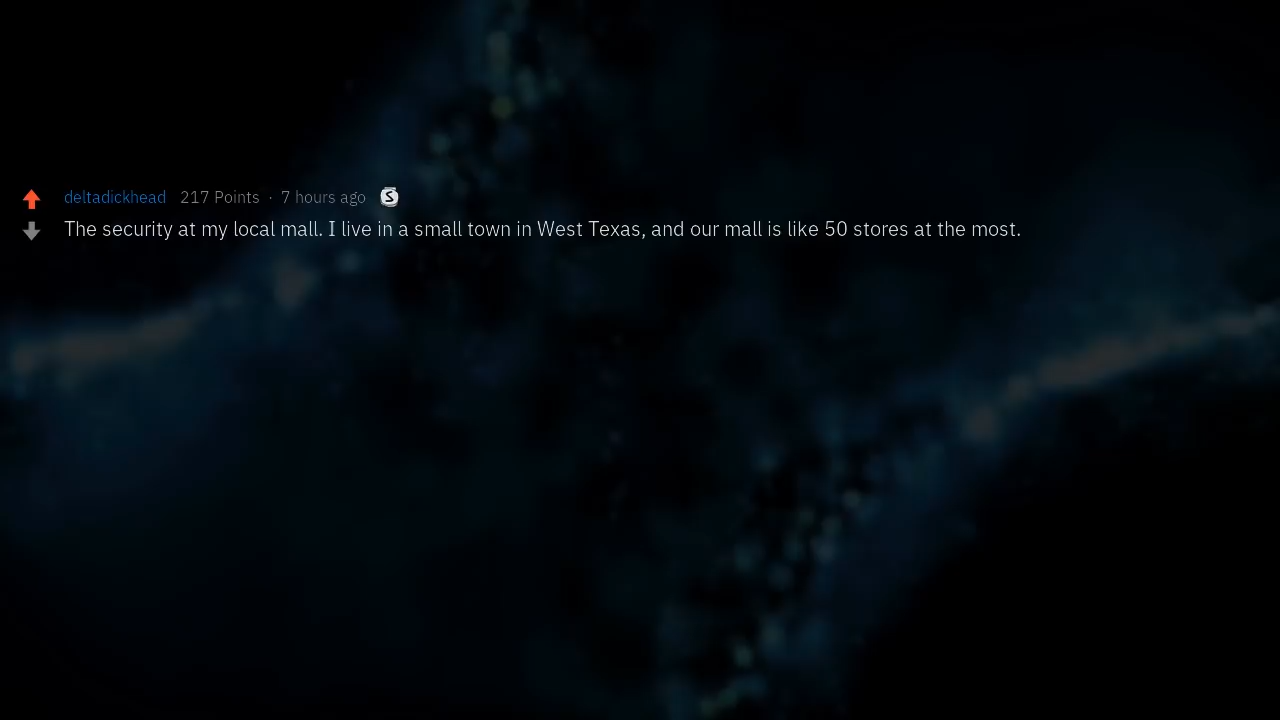 deltadickhead 217 Points · 7 hours ago S
The security at my local mall. I live in a small town in West Texas, and our mall is like 50 stores at the most.